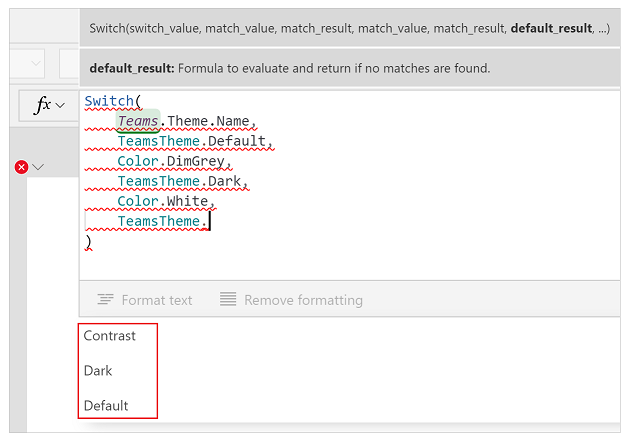 Switch(switch_value, match_value, match_result, match_value, match_result, default_result, ...)
default_result: Formula to evaluate and return if no matches are found.
fx
Switch(
Teams.Theme.Name,
TeamsTheme.Default,
Color.DimGrey,
TeamsTheme.Dark,
Color.White,
TeamsTheme.
)
Format text Remove formatting
Contrast
Dark
Default